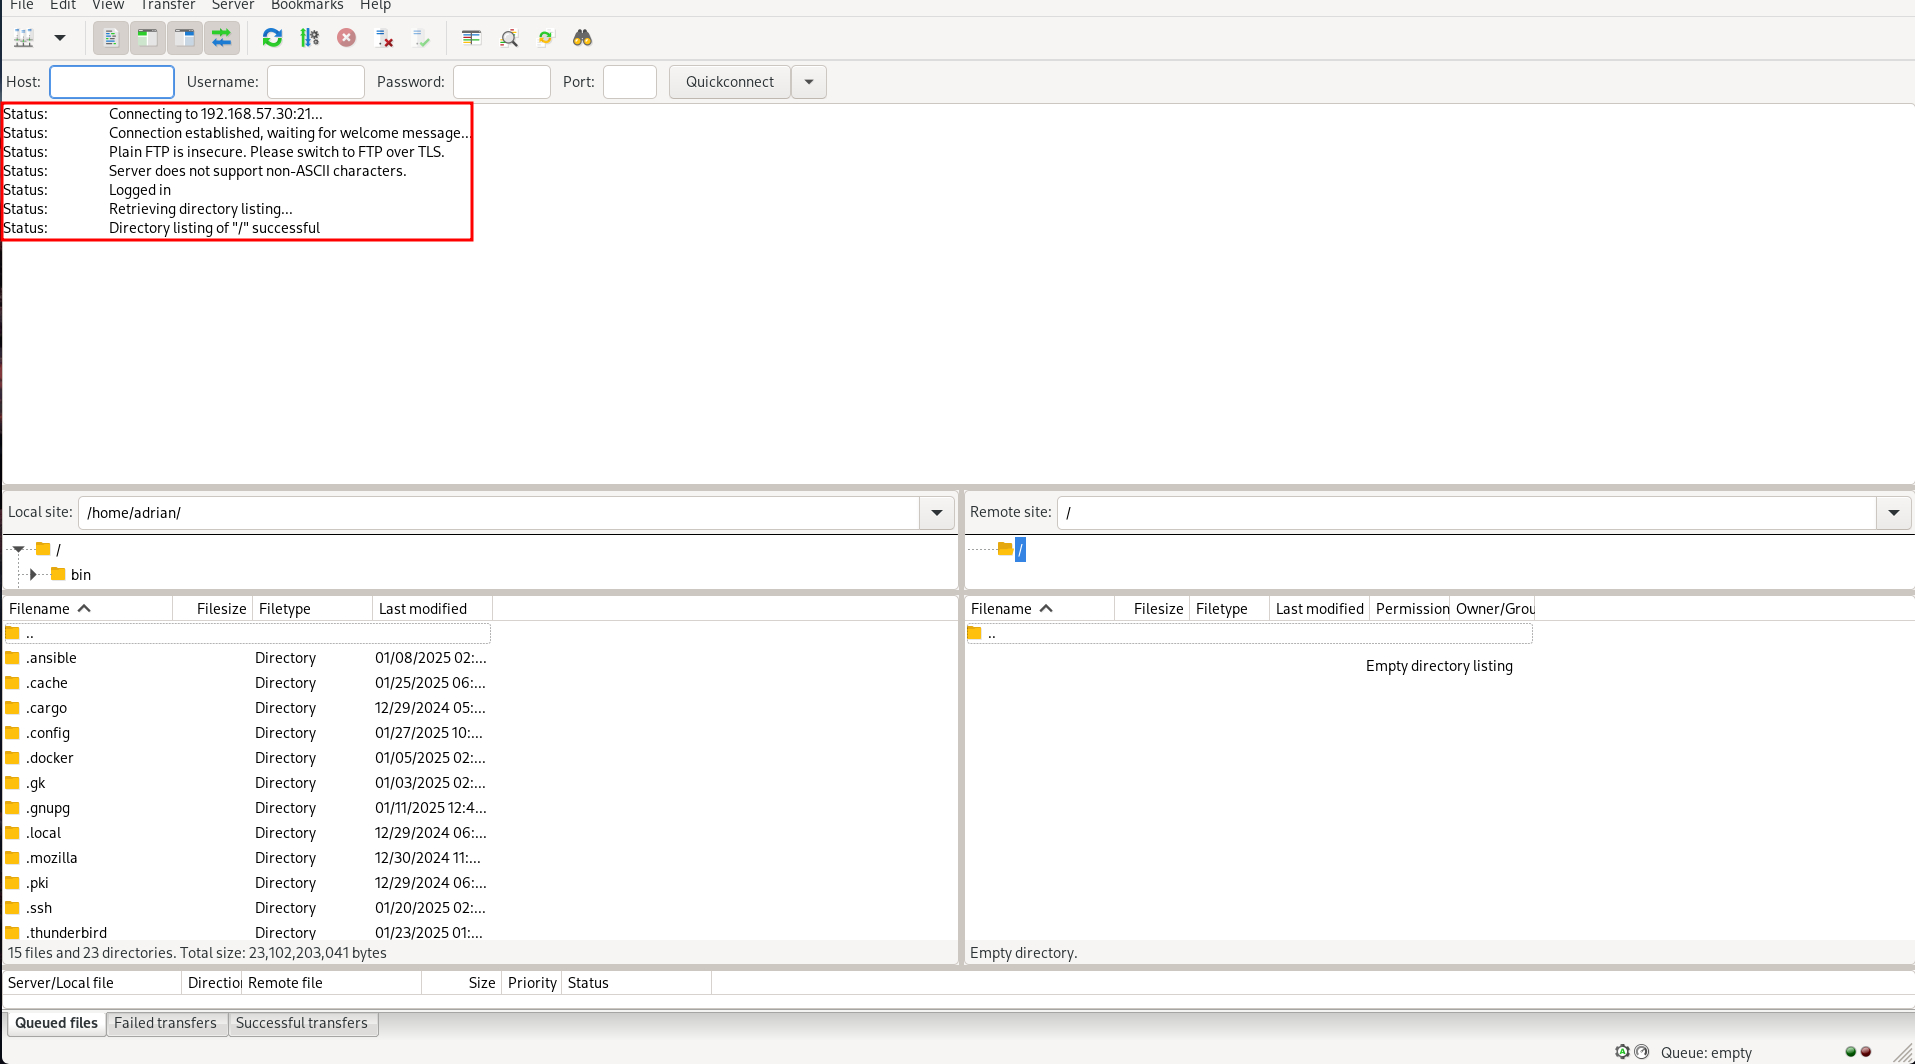 File Edit View Transfer Server Bookmarks Help
Host: Username: Password: Port: Quickconnect
Status: Connecting to 192.168.57.30:21...
Status: Connection established, waiting for welcome message...
Status: Plain FTP is insecure. Please switch to FTP over TLS.
Status: Server does not support non-ASCII characters.
Status: Logged in
Status: Retrieving directory listing...
Status: Directory listing of "/" successful
Local site: /home/adrian/
/
bin
Filename Filesize Filetype Last modified
..
.ansible Directory 01/08/2025 02:...
.cache Directory 01/25/2025 06:...
.cargo Directory 12/29/2024 05:...
.config Directory 01/27/2025 10:...
.docker Directory 01/05/2025 02:...
.gk Directory 01/03/2025 02:...
.gnupg Directory 01/11/2025 12:4...
.local Directory 12/29/2024 06:...
.mozilla Directory 12/30/2024 11:...
.pki Directory 12/29/2024 06:...
.ssh Directory 01/20/2025 02:...
.thunderbird Directory 01/23/2025 01:...
15 files and 23 directories. Total size: 23,102,203,041 bytes
Remote site: /
/
Filename Filesize Filetype Last modified Permission Owner/Grou
..
Empty directory listing
Empty directory.
Server/Local file Direction Remote file Size Priority Status
Queued files Failed transfers Successful transfers
Queue: empty